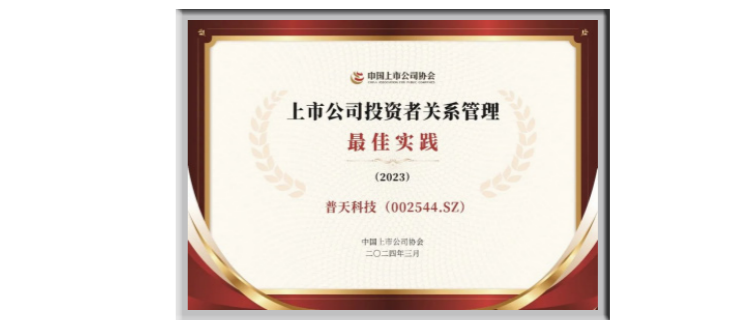 中国上市公司协会
上市公司投资者关系管理
最佳实践
（2023）
普天科技（002544.SZ）
中国上市公司协会
二〇二四年三月